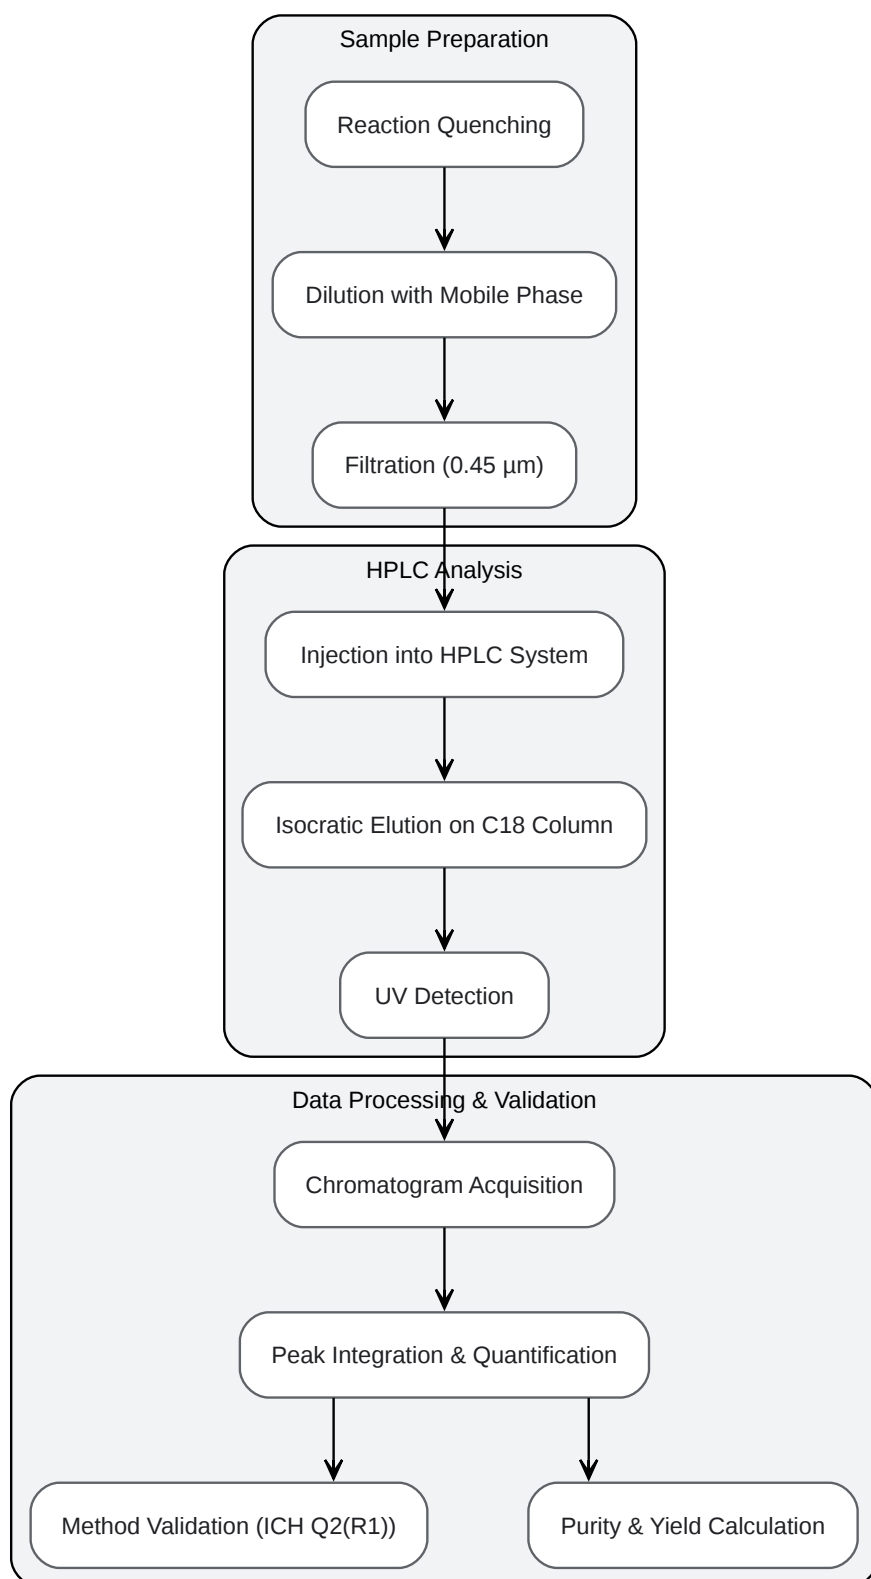 Sample Preparation
Reaction Quenching
Dilution with Mobile Phase
Filtration (0.45 µm)
HPLC Analysis
Injection into HPLC System
Isocratic Elution on C18 Column
UV Detection
Data Processing & Validation
Chromatogram Acquisition
Peak Integration & Quantification
Method Validation (ICH Q2(R1))
Purity & Yield Calculation